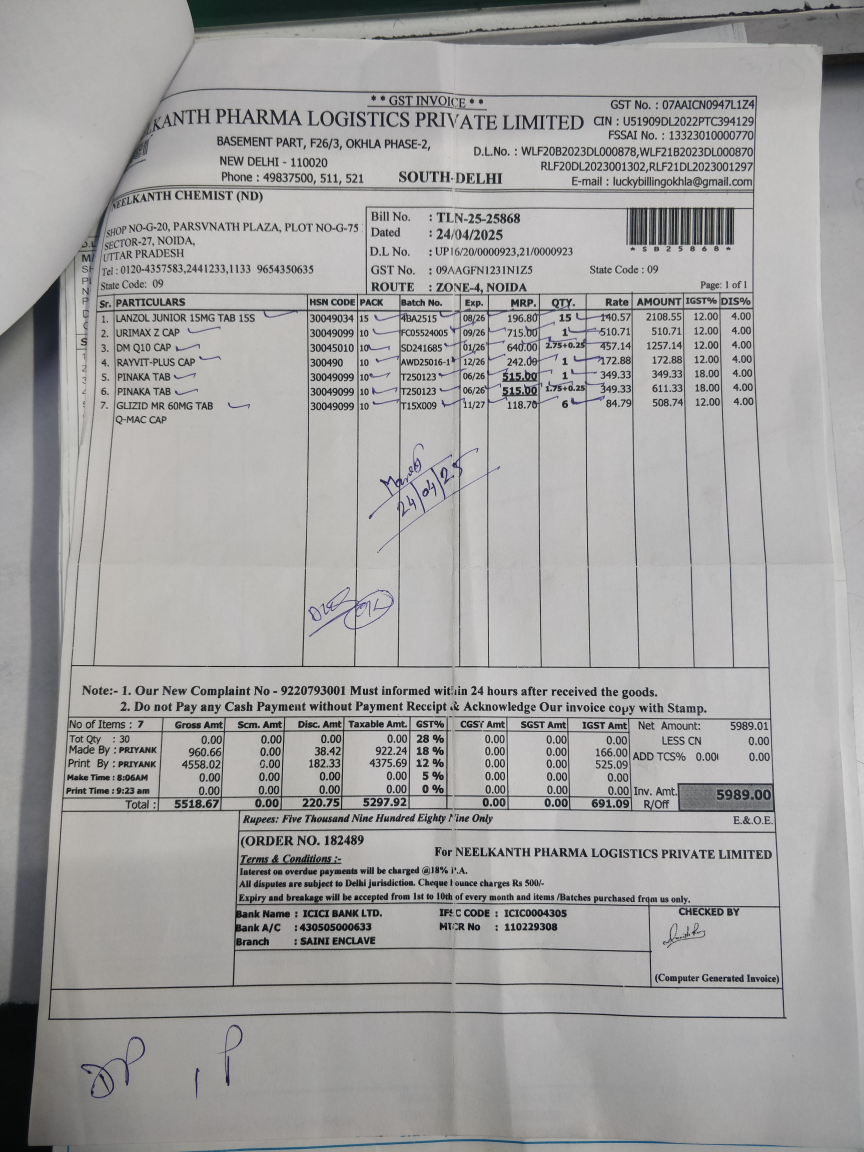 * * GST INVOICE * *
GST No. : 07AAICN0947L1Z4
LKANTH PHARMA LOGISTICS PRIVATE LIMITED
CIN : U51909DL2022PTC394129
FSSAI No. : 13323010000770
BASEMENT PART, F26/3, OKHLA PHASE-2,
D.L.No. : WLF20B2023DL000878,WLF21B2023DL000870
NEW DELHI - 110020
RLF20DL2023001302,RLF21DL2023001297
Phone : 49837500, 511, 521 SOUTH-DELHI
E-mail : luckybillingokhla@gmail.com
NEELKANTH CHEMIST (ND)
SHOP NO-G-20, PARSVNATH PLAZA, PLOT NO-G-75
SECTOR-27, NOIDA,
UTTAR PRADESH
Tel : 0120-4357583,2441233,1133 9654350635
State Code: 09
Bill No. : TLN-25-25868
Dated : 24/04/2025
D.L No. : UP16/20/0000923,21/0000923
GST No. : 09AAGFN1231N1Z5 State Code : 09
ROUTE : ZONE-4, NOIDA
* S B 2 5 8 6 8 *
Page: 1 of 1
Sr. PARTICULARS HSN CODE PACK Batch No. Exp. MRP. QTY. Rate AMOUNT IGST% DIS%
1. LANZOL JUNIOR 15MG TAB 15S 30049034 15 4BA2515 08/26 196.80 15 140.57 2108.55 12.00 4.00
2. URIMAX Z CAP 30049099 10 FC05524005 09/26 715.00 1 510.71 510.71 12.00 4.00
3. DM Q10 CAP 30045010 10 SD241685 01/26 640.00 2.75+0.25 457.14 1257.14 12.00 4.00
4. RAYVIT-PLUS CAP 300490 10 AWD25016-1 12/26 242.00 1 172.88 172.88 12.00 4.00
5. PINAKA TAB 30049099 10 T250123 06/26 515.00 1 349.33 349.33 18.00 4.00
6. PINAKA TAB 30049099 10 T250123 06/26 515.00 1.75+0.25 349.33 611.33 18.00 4.00
7. GLIZID MR 60MG TAB 30049099 10 T15X009 11/27 118.70 6 84.79 508.74 12.00 4.00
Q-MAC CAP
24/04/25
Note:- 1. Our New Complaint No - 9220793001 Must informed within 24 hours after received the goods.
2. Do not Pay any Cash Payment without Payment Receipt & Acknowledge Our invoice copy with Stamp.
No of Items : 7 Gross Amt Scm. Amt Disc. Amt Taxable Amt. GST% CGST Amt SGST Amt IGST Amt
Tot Qty : 30 0.00 0.00 0.00 0.00 28 % 0.00 0.00 0.00
Made By : PRIYANK 960.66 0.00 38.42 922.24 18 % 0.00 0.00 166.00
Print By : PRIYANK 4558.02 0.00 182.33 4375.69 12 % 0.00 0.00 525.09
Make Time : 8:06AM 0.00 0.00 0.00 0.00 5 % 0.00 0.00 0.00
Print Time : 9:23 am 0.00 0.00 0.00 0.00 0 % 0.00 0.00 0.00
Total : 5518.67 0.00 220.75 5297.92 0.00 0.00 691.09
Net Amount: 5989.01
LESS CN 0.00
ADD TCS% 0.00 0.00
Inv. Amt. 5989.00
R/Off
Rupees: Five Thousand Nine Hundred Eighty Nine Only E.& O.E.
(ORDER NO. 182489
For NEELKANTH PHARMA LOGISTICS PRIVATE LIMITED
Terms & Conditions :-
Interest on overdue payments will be charged @18% P.A.
All disputes are subject to Delhi jurisdiction. Cheque bounce charges Rs 500/-
Expiry and breakage will be accepted from 1st to 10th of every month and items /Batches purchased from us only.
Bank Name : ICICI BANK LTD. IFSC CODE : ICIC0004305
Bank A/C : 430505000633 MICR No : 110229308
Branch : SAINI ENCLAVE
CHECKED BY
(Computer Generated Invoice)